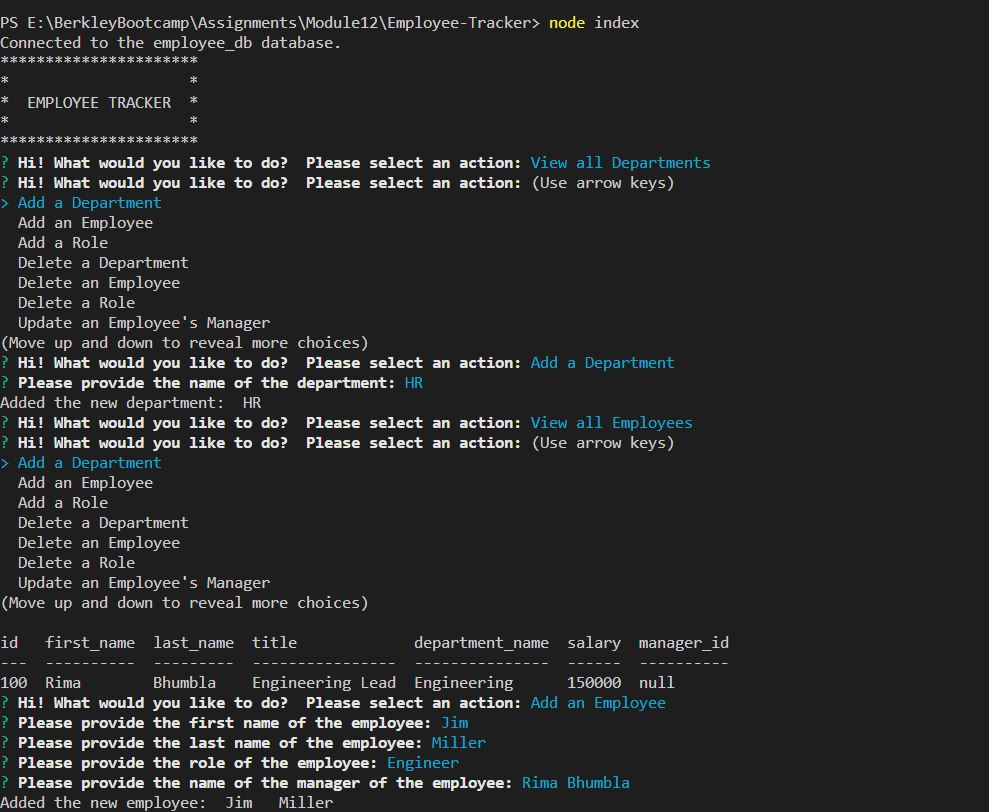 PS E:\BerkleyBootcamp\Assignments\Module12\Employee-Tracker> node index
Connected to the employee_db database.
**********************
*                    *
*  EMPLOYEE TRACKER  *
*                    *
**********************
? Hi! What would you like to do?  Please select an action: View all Departments
? Hi! What would you like to do?  Please select an action: (Use arrow keys)
> Add a Department
  Add an Employee
  Add a Role
  Delete a Department
  Delete an Employee
  Delete a Role
  Update an Employee's Manager
(Move up and down to reveal more choices)
? Hi! What would you like to do?  Please select an action: Add a Department
? Please provide the name of the department: HR
Added the new department:  HR
? Hi! What would you like to do?  Please select an action: View all Employees
? Hi! What would you like to do?  Please select an action: (Use arrow keys)
> Add a Department
  Add an Employee
  Add a Role
  Delete a Department
  Delete an Employee
  Delete a Role
  Update an Employee's Manager
(Move up and down to reveal more choices)
id   first_name  last_name  title             department_name  salary  manager_id
---  ----------  ---------  ----------------  ---------------  ------  ----------
100  Rima        Bhumbla    Engineering Lead  Engineering      150000  null
? Hi! What would you like to do?  Please select an action: Add an Employee
? Please provide the first name of the employee: Jim
? Please provide the last name of the employee: Miller
? Please provide the role of the employee: Engineer
? Please provide the name of the manager of the employee: Rima Bhumbla
Added the new employee:  Jim   Miller